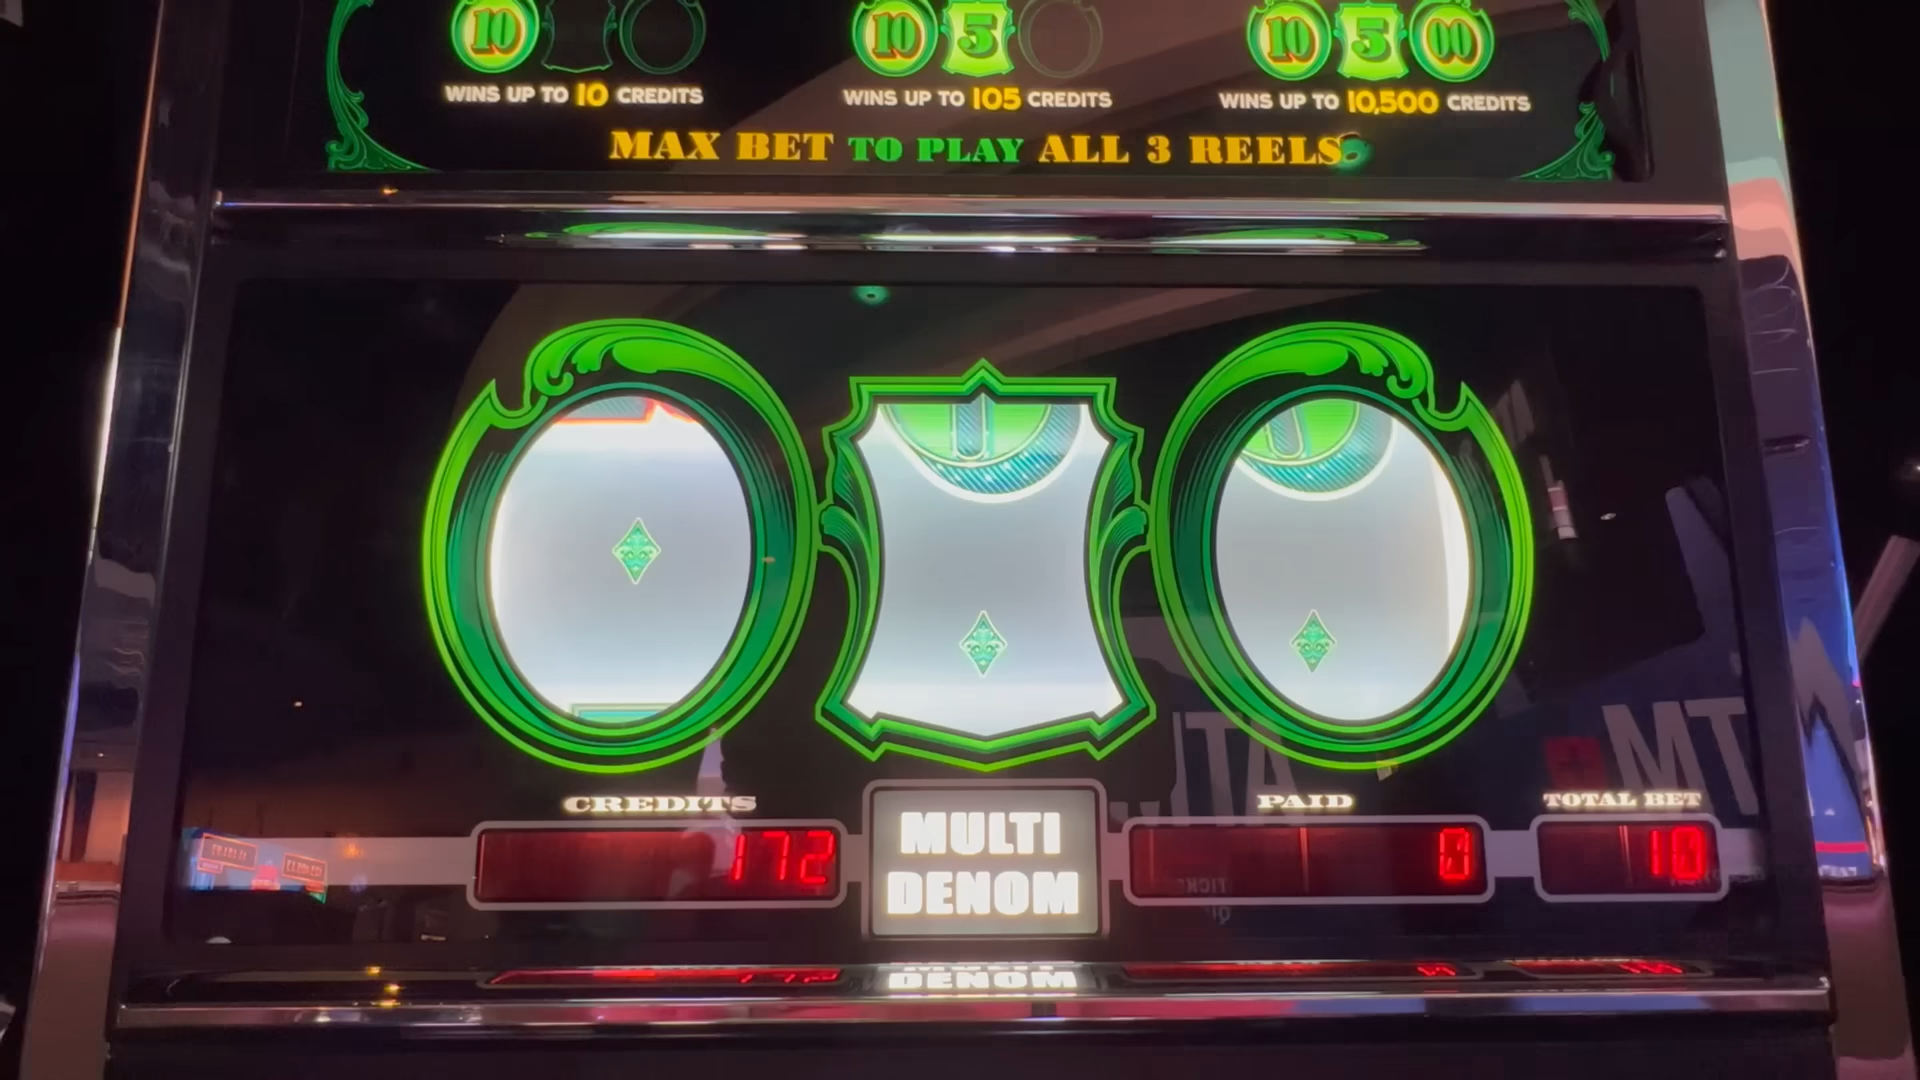 10 10 5 10 5 00
WINS UP TO 10 CREDITS WINS UP TO 105 CREDITS WINS UP TO 10,500 CREDITS
MAX BET TO PLAY ALL 3 REELS
CREDITS PAID TOTAL BET
172 MULTI DENOM 0 10